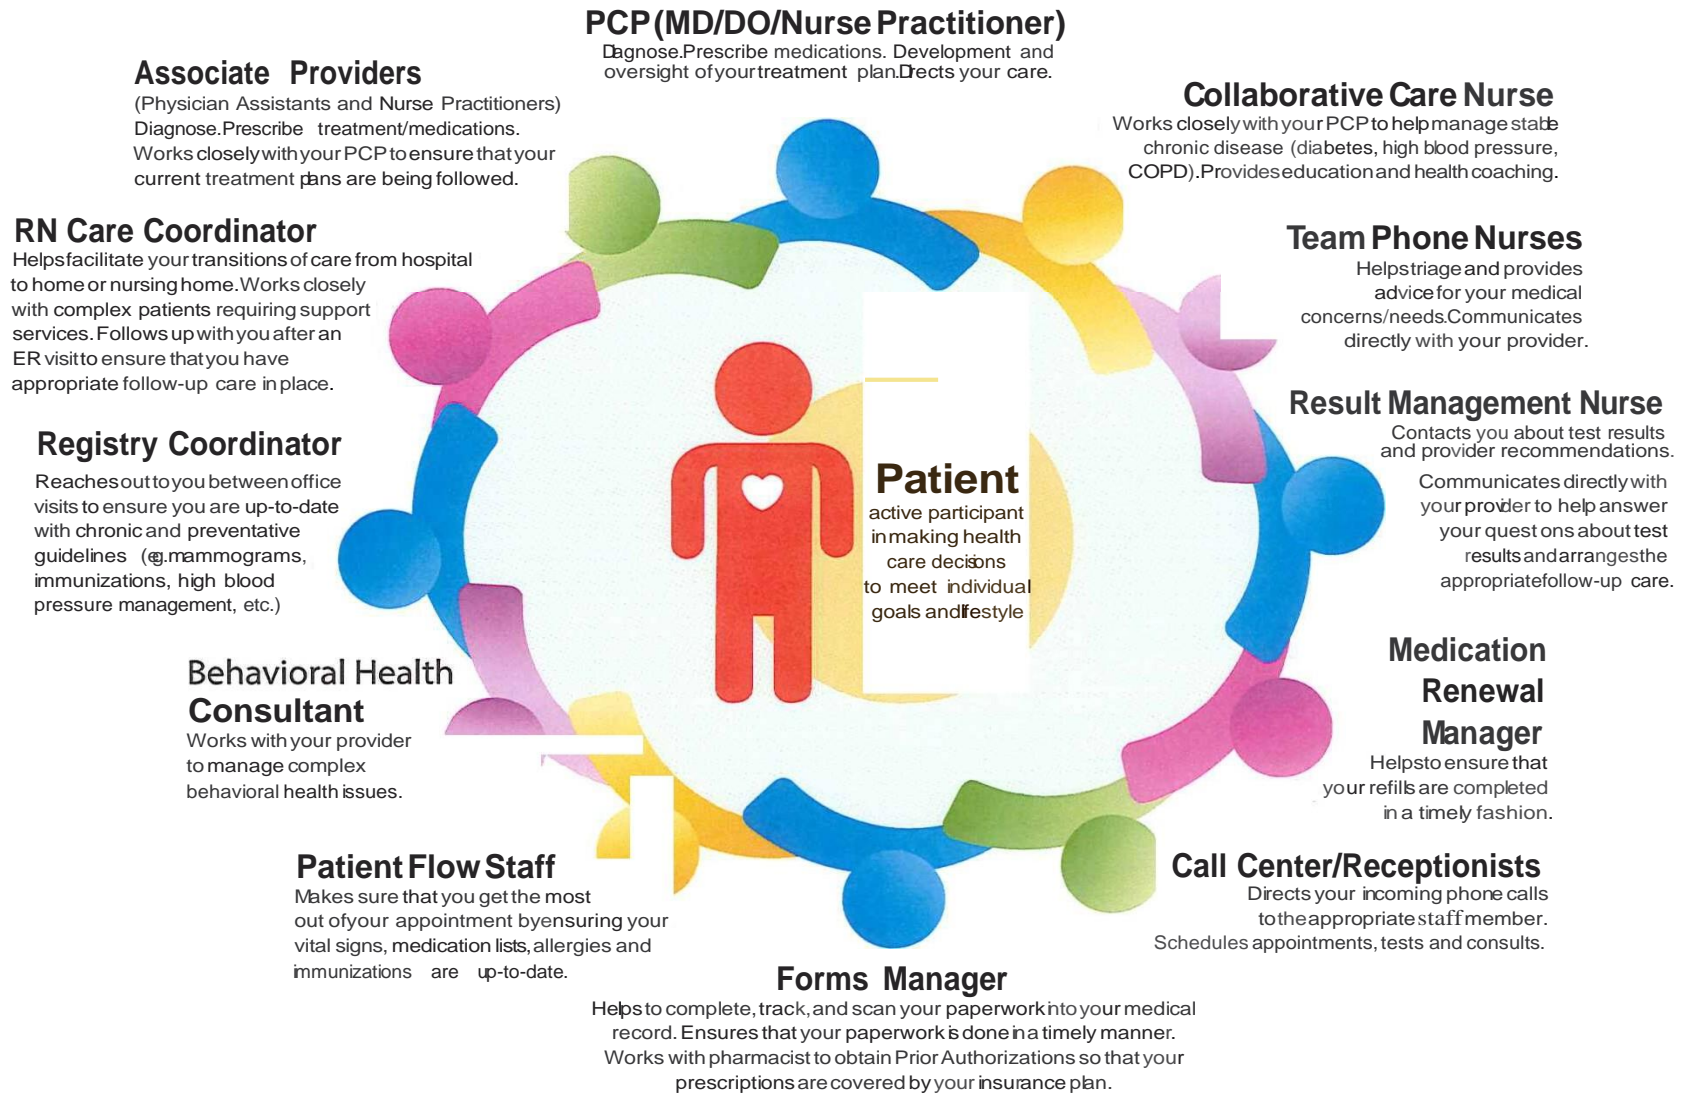 PCP (MD/DO/Nurse Practitioner)
Diagnose. Prescribe medications. Development and
oversight of your treatment plan. Directs your care.
Associate Providers
(Physician Assistants and Nurse Practitioners)
Diagnose. Prescribe treatment/medications.
Works closely with your PCP to ensure that your
current treatment plans are being followed.
Collaborative Care Nurse
Works closely with your PCP to help manage stable
chronic disease (diabetes, high blood pressure,
COPD). Provides education and health coaching.
RN Care Coordinator
Helps facilitate your transitions of care from hospital
to home or nursing home. Works closely
with complex patients requiring support
services. Follows up with you after an
ER visit to ensure that you have
appropriate follow-up care in place.
Team Phone Nurses
Helps triage and provides
advice for your medical
concerns/needs. Communicates
directly with your provider.
Result Management Nurse
Contacts you about test results
and provider recommendations.
Communicates directly with
your provider to help answer
your quest ons about test
results and arranges the
appropriate follow-up care.
Registry Coordinator
Reaches out to you between office
visits to ensure you are up-to-date
with chronic and preventative
guidelines (eg. mammograms,
immunizations, high blood
pressure management, etc.)
Patient
active participant
in making health
care decisions
to meet individual
goals and lifestyle
Behavioral Health
Consultant
Works with your provider
to manage complex
behavioral health issues.
Medication
Renewal
Manager
Helps to ensure that
your refills are completed
in a timely fashion.
Patient Flow Staff
Makes sure that you get the most
out of your appointment by ensuring your
vital signs, medication lists, allergies and
immunizations are up-to-date.
Call Center/Receptionists
Directs your incoming phone calls
to the appropriate staff member.
Schedules appointments, tests and consults.
Forms Manager
Helps to complete, track, and scan your paperwork into your medical
record. Ensures that your paperwork is done in a timely manner.
Works with pharmacist to obtain Prior Authorizations so that your
prescriptions are covered by your insurance plan.